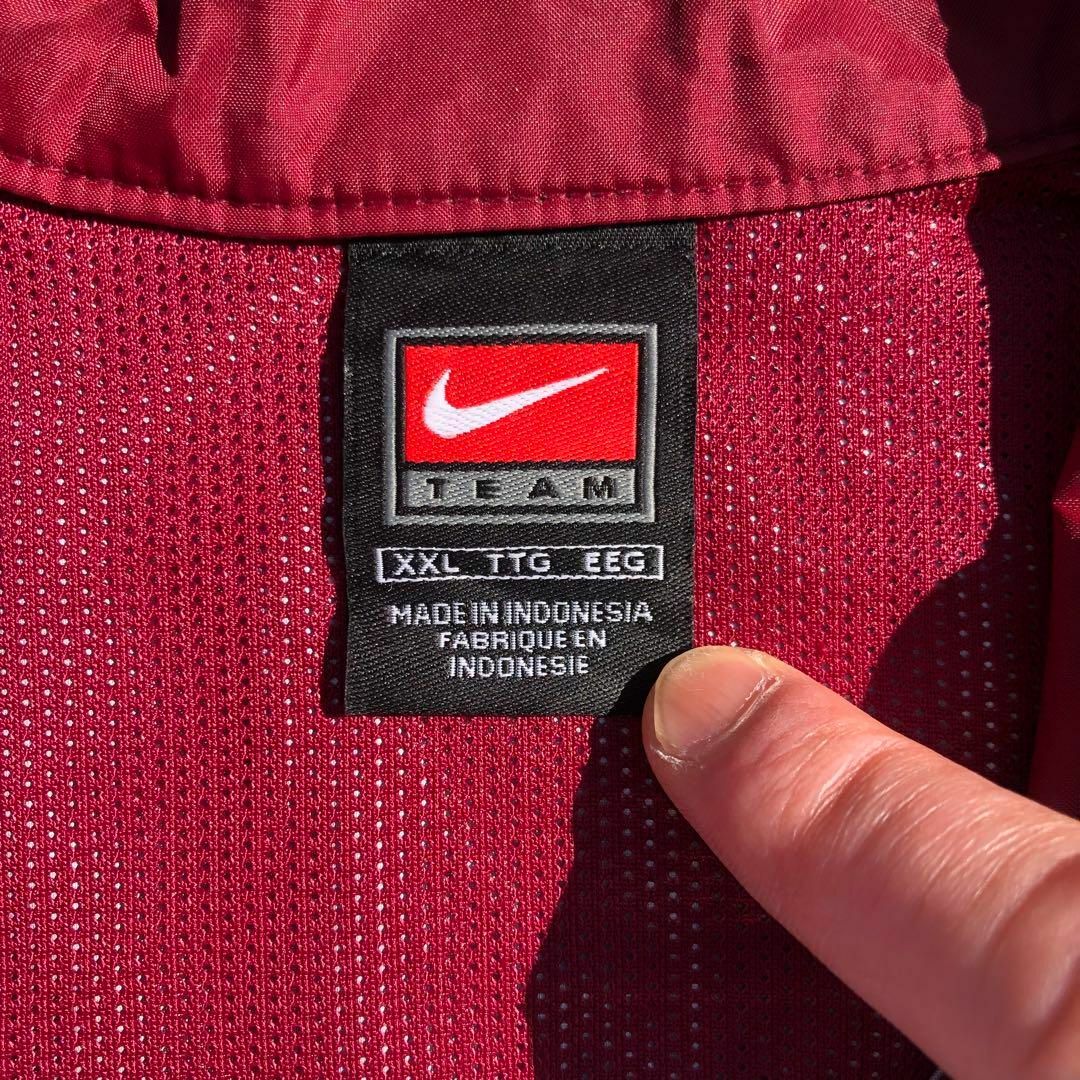 TEAM
XXL TTG EEG
MADE IN INDONESIA
FABRIQUE EN
INDONESIE